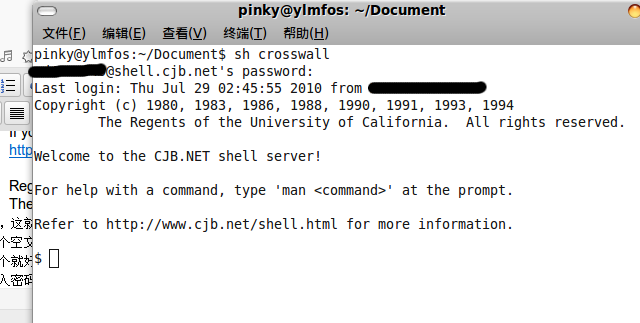 pinky@ylmfos: ~/Document
文件(F) 编辑(E) 查看(V) 终端(T) 帮助(H)
pinky@ylmfos:~/Document$ sh crosswall
@shell.cjb.net's password:
Last login: Thu Jul 29 02:45:55 2010 from
Copyright (c) 1980, 1983, 1986, 1988, 1990, 1991, 1993, 1994
The Regents of the University of California.  All rights reserved.
Welcome to the CJB.NET shell server!
For help with a command, type 'man <command>' at the prompt.
Refer to http://www.cjb.net/shell.html for more information.
$
If yo
http
Reg
The
，这就
个空文
个就好
入密码